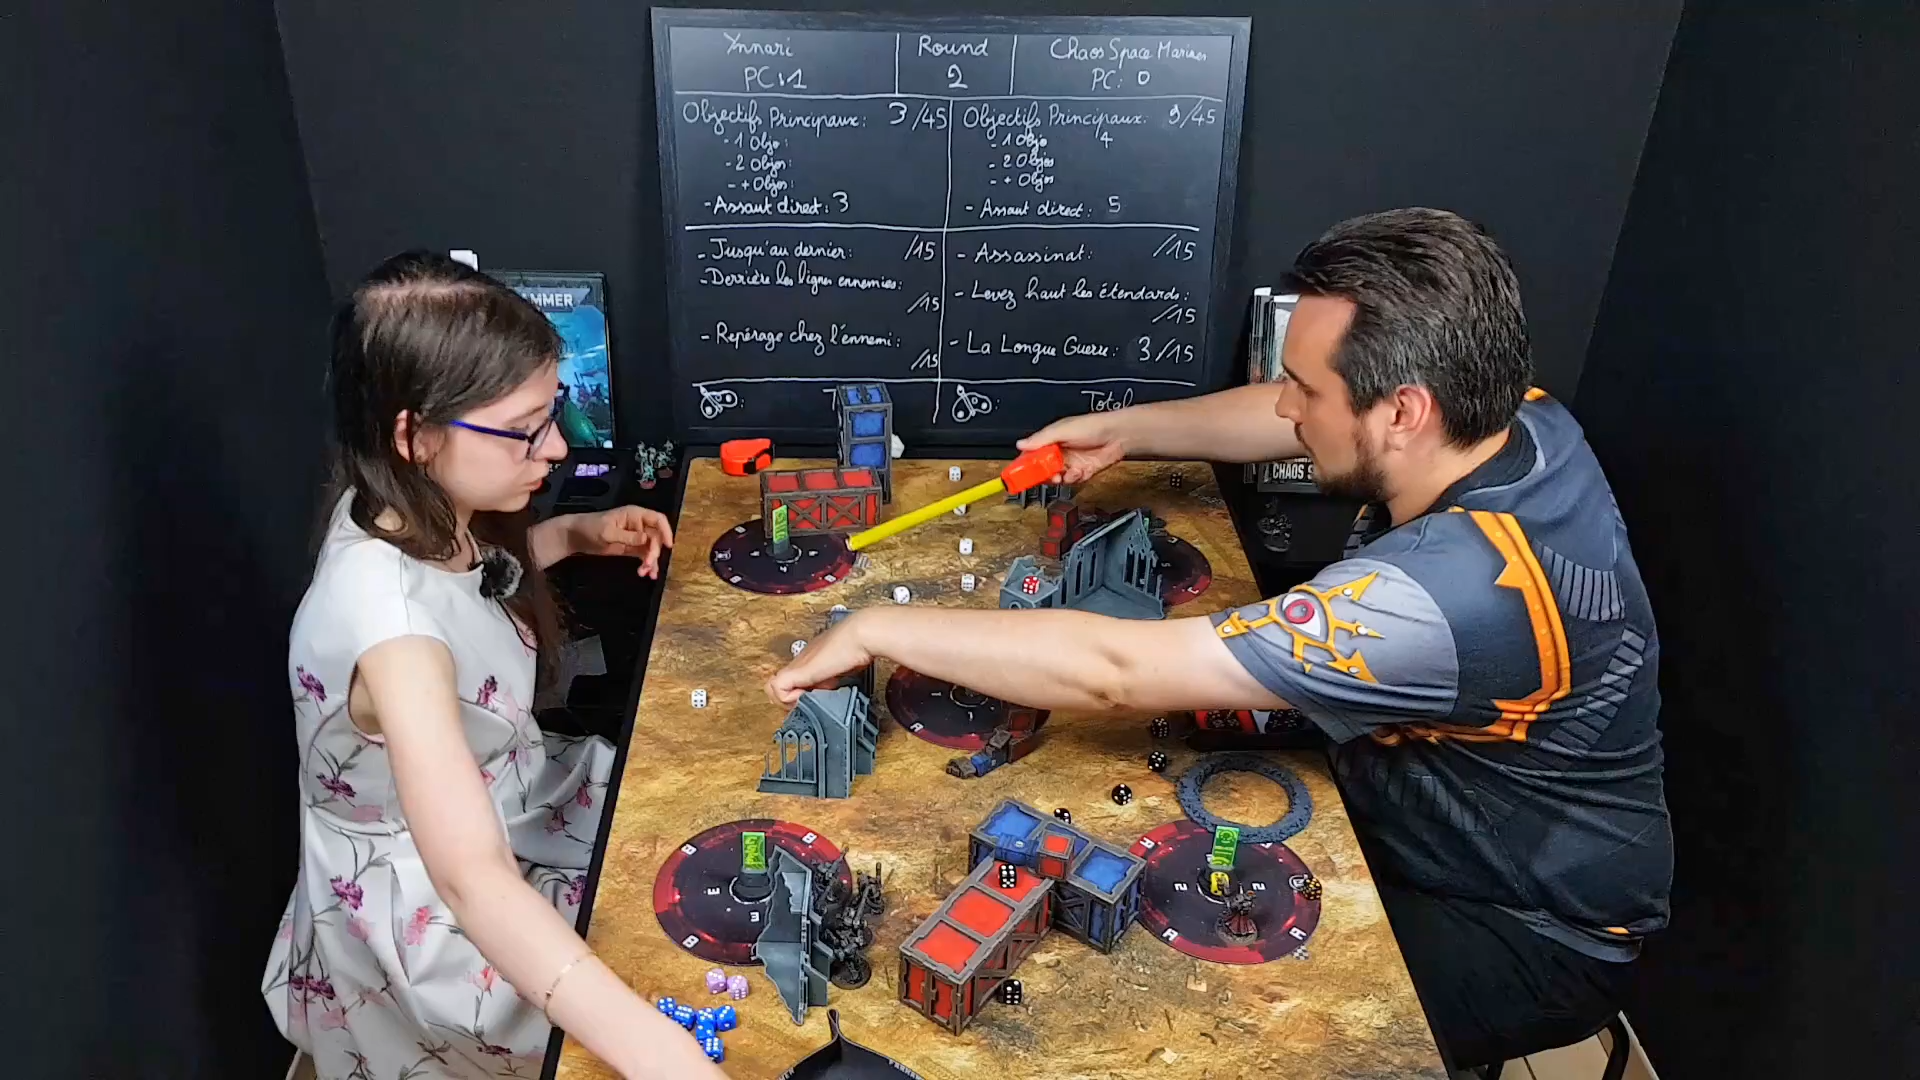 Ynnari
PC: 1
Round
2
Chaos Space Marines
PC: 0
Objectifs Principaux: 3/45
- 1 Objo:
- 2 Objos:
- + Objos:
- Assaut direct: 3
Objectifs Principaux: 9/45
- 1 Objo 4
- 2 Objos
- + Objos
- Assaut direct: 5
- Jusqu'au dernier: /15
- Derrière les lignes ennemies:
/15
- Repérage chez l'ennemi:
/15
- Assassinat: /15
- Levez haut les étendards:
/15
- La Longue Guerre: 3/15
Total
AMMER
CHAOS S